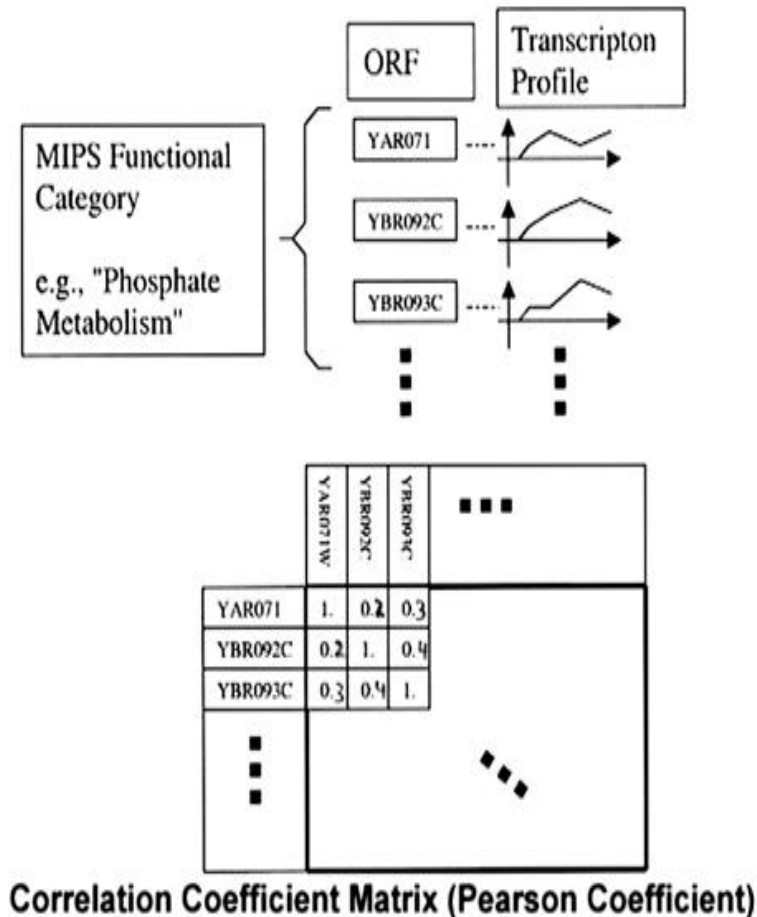 ORF
Transcripton
Profile
MIPS Functional
Category
e.g., "Phosphate
Metabolism"
YAR071
YBR092C
YBR093C
YAR071W
YBR092C
YBR093C
YAR071 1. 0.2 0.3
YBR092C 0.2 1. 0.4
YBR093C 0.3 0.4 1.
Correlation Coefficient Matrix (Pearson Coefficient)